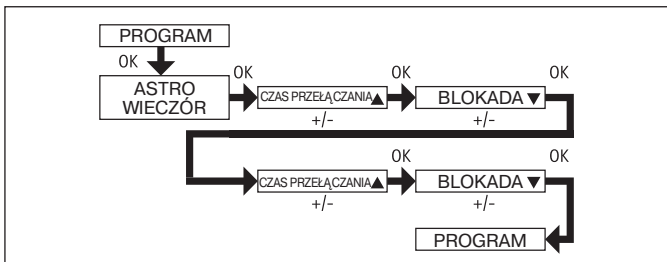 PROGRAM
OK
ASTRO
WIECZÓR
OK
CZAS PRZEŁĄCZANIA▲
+/-
OK
BLOKADA▼
+/-
OK
CZAS PRZEŁĄCZANIA▲
+/-
OK
BLOKADA▼
+/-
OK
PROGRAM